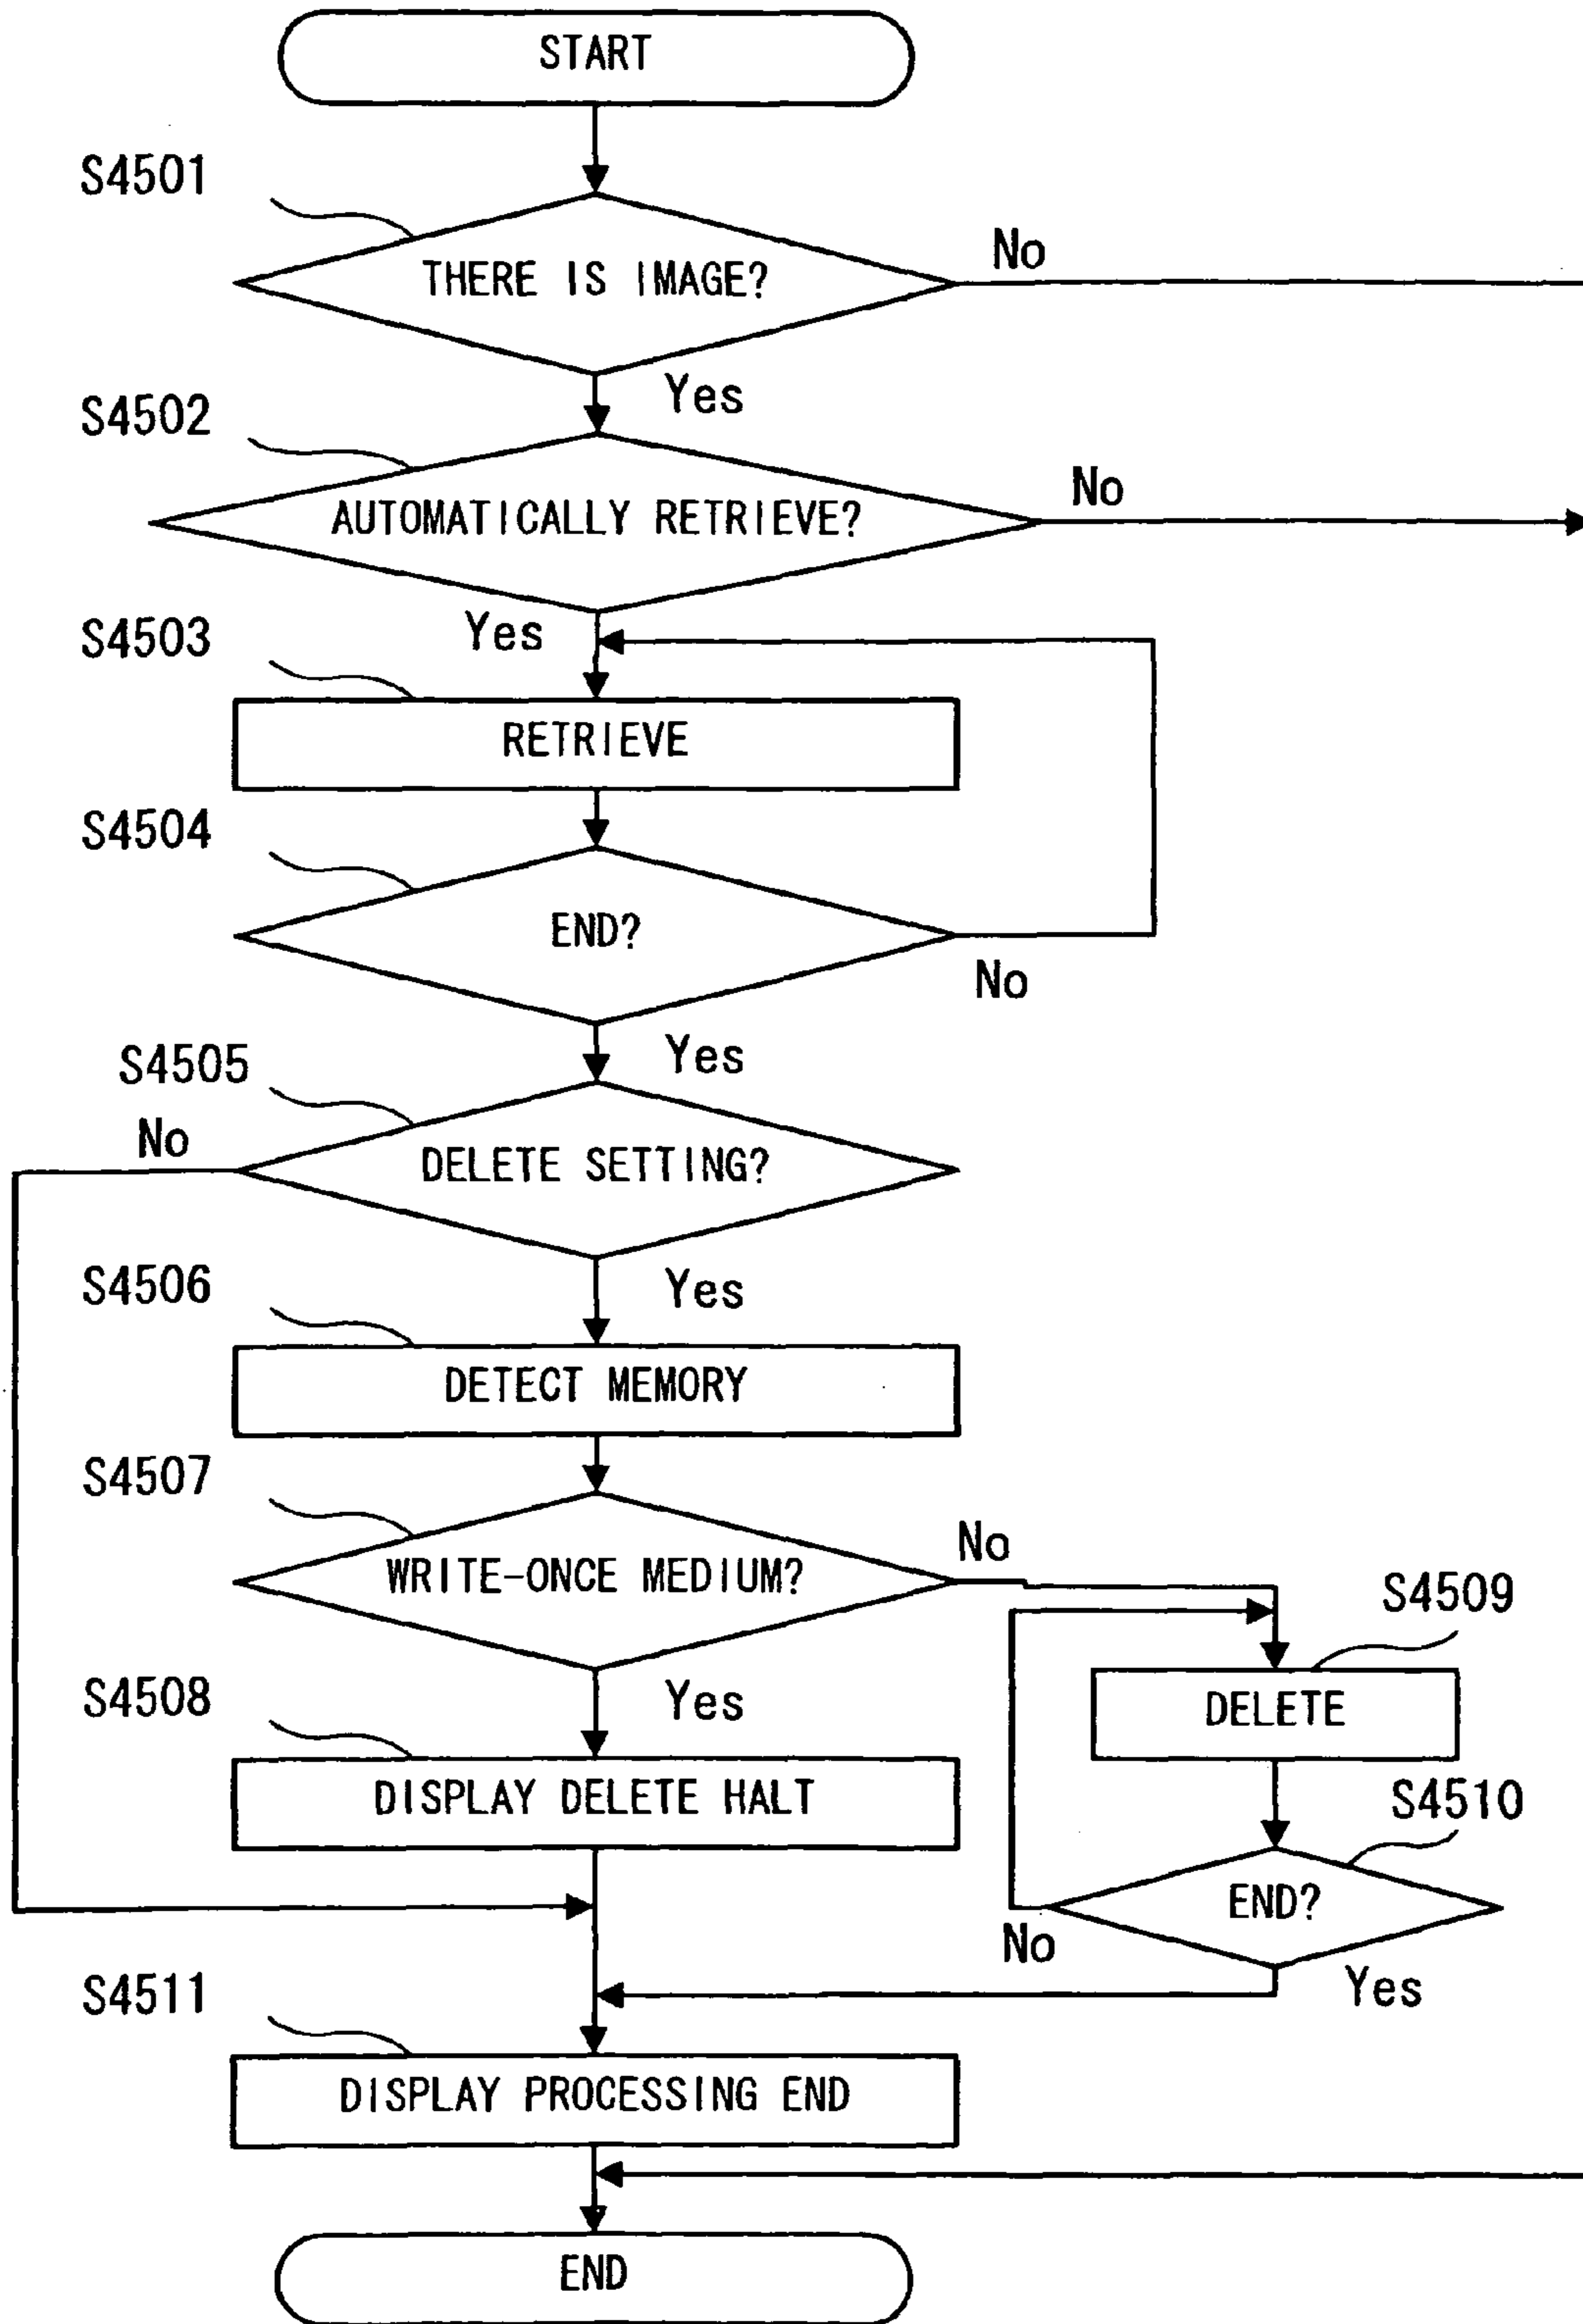 START
S4501
THERE IS IMAGE?
No
Yes
S4502
AUTOMATICALLY RETRIEVE?
No
Yes
S4503
RETRIEVE
S4504
END?
No
Yes
S4505
No
DELETE SETTING?
Yes
S4506
DETECT MEMORY
S4507
WRITE-ONCE MEDIUM?
No
S4509
DELETE
Yes
S4508
DISPLAY DELETE HALT
S4510
END?
No
Yes
S4511
DISPLAY PROCESSING END
END